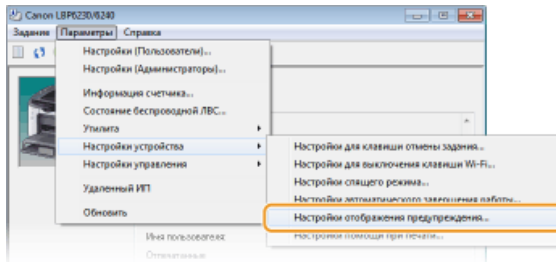 Canon LBP6230/6240
Задание Параметры Справка
Настройки (Пользователи)...
Настройки (Администраторы)...
Информация счетчика...
Состояние беспроводной ЛВС...
Утилита
Настройки устройства
Настройки управления
Удаленный ИП
Обновить
Настройки для клавиши отмены задания...
Настройки для выключения клавиши Wi-Fi...
Настройки спящего режима...
Настройки автоматического завершения работы...
Настройки отображения предупреждения...
Настройки помощи при печати...
Имя пользователя: